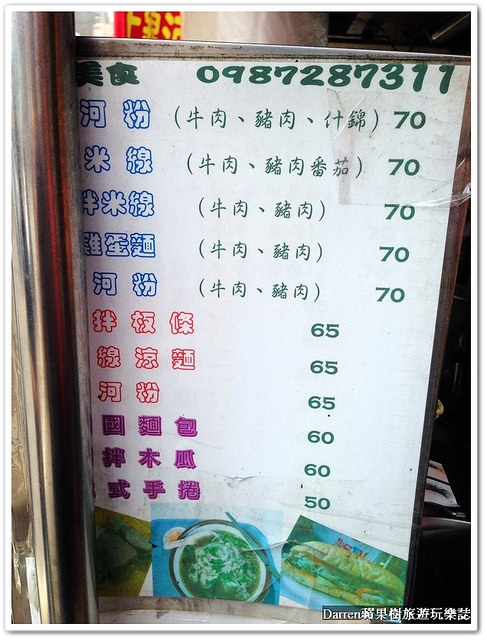 美食 0987287311
河粉 (牛肉、豬肉、什錦) 70
米線 (牛肉、豬肉番茄) 70
拌米線 (牛肉、豬肉) 70
雞蛋麵 (牛肉、豬肉) 70
河粉 (牛肉、豬肉) 70
拌板條 65
線涼麵 65
河粉 65
國麵包 60
拌木瓜 60
式手捲 50
Darren蘋果樹旅遊玩樂誌